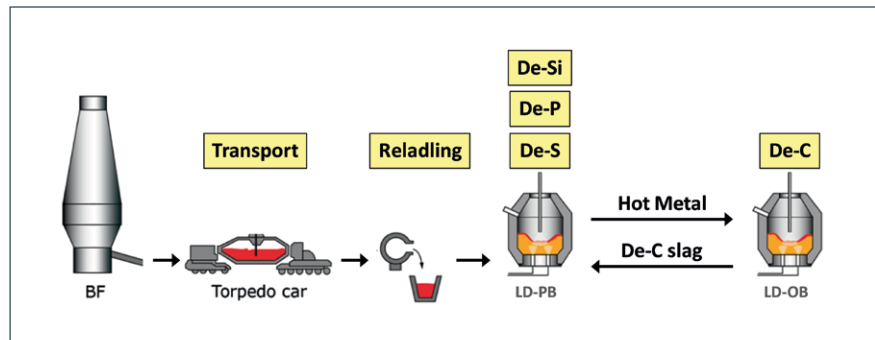 De-Si
De-P
Transport
Reladling
De-S
De-C
Hot Metal
De-C slag
BF
Torpedo car
LD-PB
LD-OB